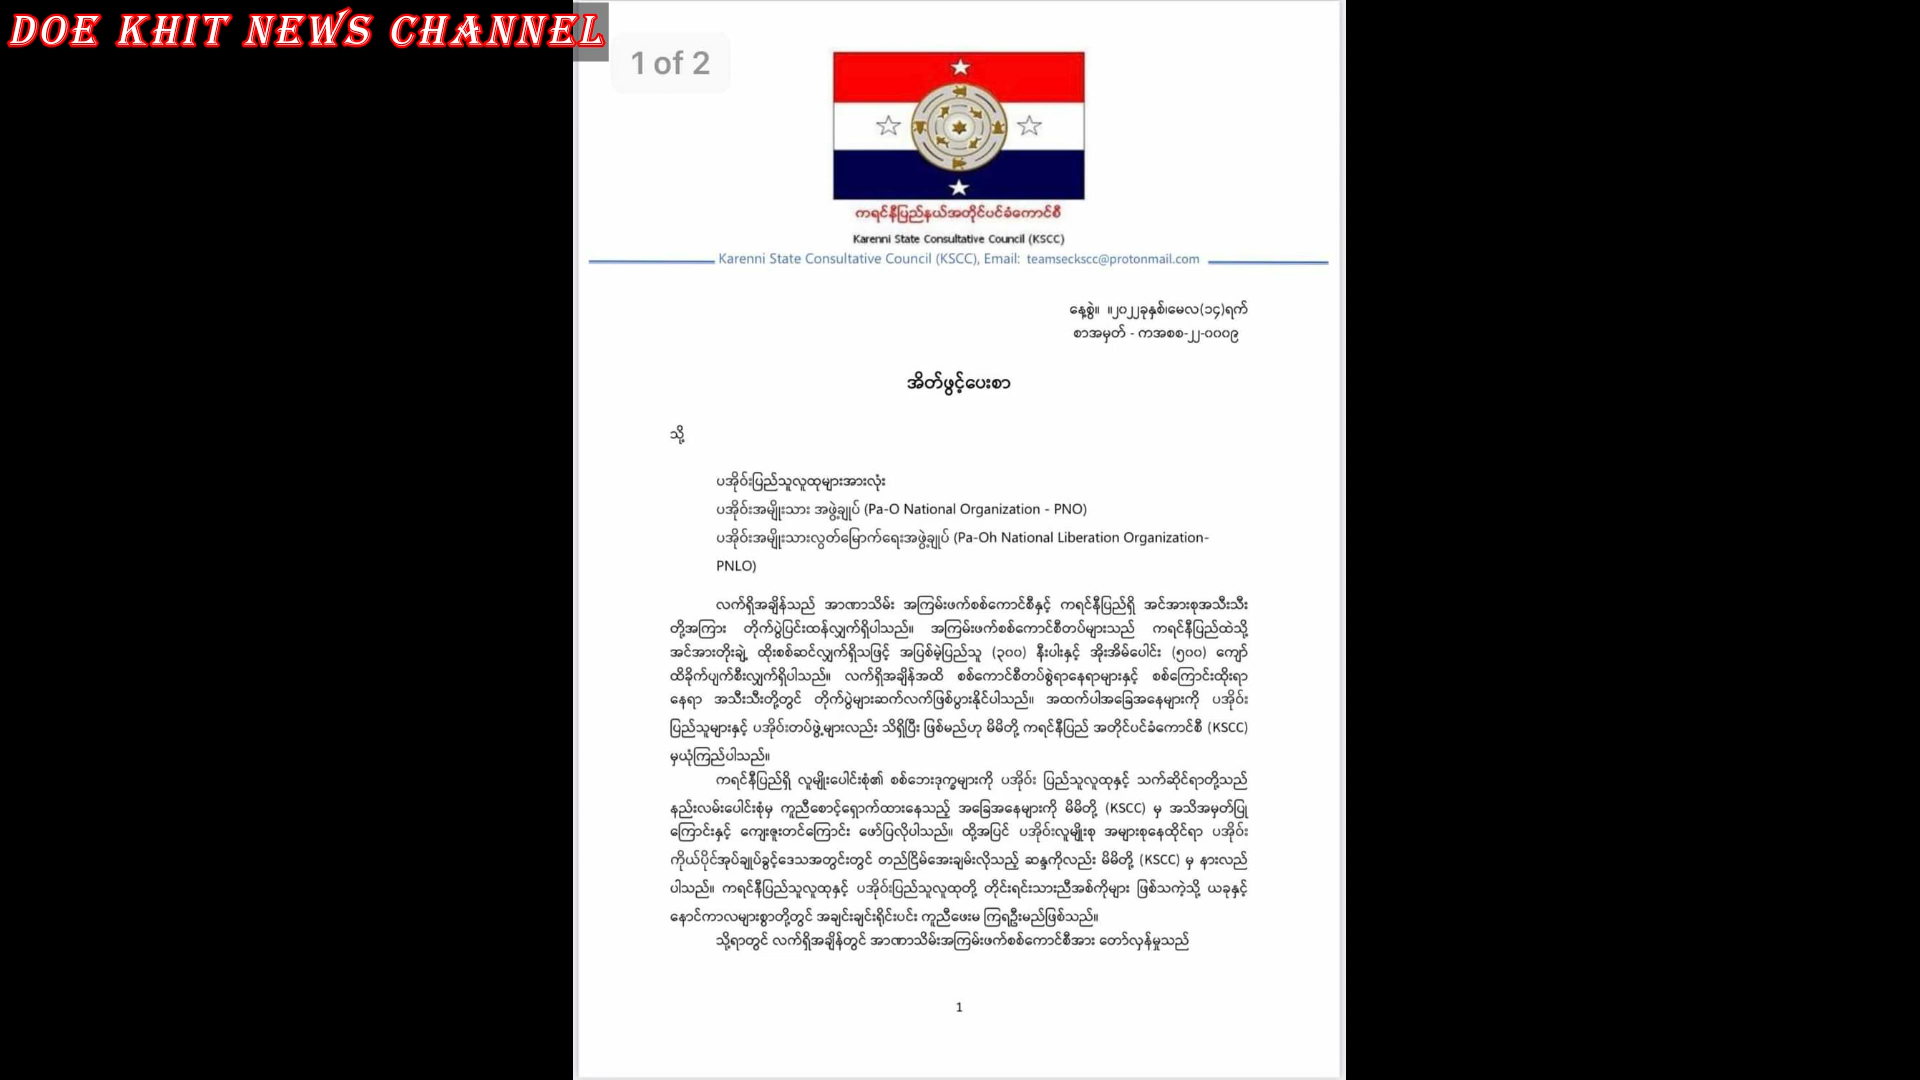 DOE KHIT NEWS CHANNEL
1 of 2
ကရင်နီပြည်နယ်အတိုင်ပင်ခံကောင်စီ
Karenni State Consultative Council (KSCC)
Karenni State Consultative Council (KSCC), Email: teamseckscc@protonmail.com
နေ့စွဲ။ ။၂၀၂၂ခုနှစ်၊မေလ(၁၄)ရက်
စာအမှတ် - ကအစစ-၂၂-၀၀၀၉
အိတ်ဖွင့်ပေးစာ
သို့
ပအိုဝ်းပြည်သူလူထုများအားလုံး
ပအိုဝ်းအမျိုးသား အဖွဲ့ချုပ် (Pa-O National Organization - PNO)
ပအိုဝ်းအမျိုးသားလွတ်မြောက်ရေးအဖွဲ့ချုပ် (Pa-Oh National Liberation Organization-
PNLO)
လက်ရှိအချိန်သည် အာဏာသိမ်း အကြမ်းဖက်စစ်ကောင်စီနှင့် ကရင်နီပြည်ရှိ အင်အားစုအသီးသီး
တို့အကြား တိုက်ပွဲပြင်းထန်လျှက်ရှိပါသည်။ အကြမ်းဖက်စစ်ကောင်စီတပ်များသည် ကရင်နီပြည်ထဲသို့
အင်အားတိုးချဲ့ ထိုးစစ်ဆင်လျှက်ရှိသဖြင့် အပြစ်မဲ့ပြည်သူ (၃၀၀) နီးပါးနှင့် အိုးအိမ်ပေါင်း (၅၀၀) ကျော်
ထိခိုက်ပျက်စီးလျှက်ရှိပါသည်။ လက်ရှိအချိန်အထိ စစ်ကောင်စီတပ်စွဲရာနေရာများနှင့် စစ်ကြောင်းထိုးရာ
နေရာ အသီးသီးတို့တွင် တိုက်ပွဲများဆက်လက်ဖြစ်ပွားနိုင်ပါသည်။ အထက်ပါအခြေအနေများကို ပအိုဝ်း
ပြည်သူများနှင့် ပအိုဝ်းတပ်ဖွဲ့များလည်း သိရှိပြီး ဖြစ်မည်ဟု မိမိတို့ ကရင်နီပြည် အတိုင်ပင်ခံကောင်စီ (KSCC)
မှယုံကြည်ပါသည်။
ကရင်နီပြည်ရှိ လူမျိုးပေါင်းစုံ၏ စစ်ဘေးဒုက္ခများကို ပအိုဝ်း ပြည်သူလူထုနှင့် သက်ဆိုင်ရာတို့သည်
နည်းလမ်းပေါင်းစုံမှ ကူညီစောင့်ရှောက်ထားနေသည့် အခြေအနေများကို မိမိတို့ (KSCC) မှ အသိအမှတ်ပြု
ကြောင်းနှင့် ကျေးဇူးတင်ကြောင်း ဖော်ပြလိုပါသည်။ ထို့အပြင် ပအိုဝ်းလူမျိုးစု အများစုနေထိုင်ရာ ပအိုဝ်း
ကိုယ်ပိုင်အုပ်ချုပ်ခွင့်ဒေသအတွင်းတွင် တည်ငြိမ်အေးချမ်းလိုသည့် ဆန္ဒကိုလည်း မိမိတို့ (KSCC) မှ နားလည်
ပါသည်။ ကရင်နီပြည်သူလူထုနှင့် ပအိုဝ်းပြည်သူလူထုတို့ တိုင်းရင်းသားညီအစ်ကိုများ ဖြစ်သကဲ့သို့ ယခုနှင့်
နောင်ကာလများစွာတို့တွင် အချင်းချင်းရိုင်းပင်း ကူညီဖေးမ ကြရဦးမည်ဖြစ်သည်။
သို့ရာတွင် လက်ရှိအချိန်တွင် အာဏာသိမ်းအကြမ်းဖက်စစ်ကောင်စီအား တော်လှန်မှုသည်
1